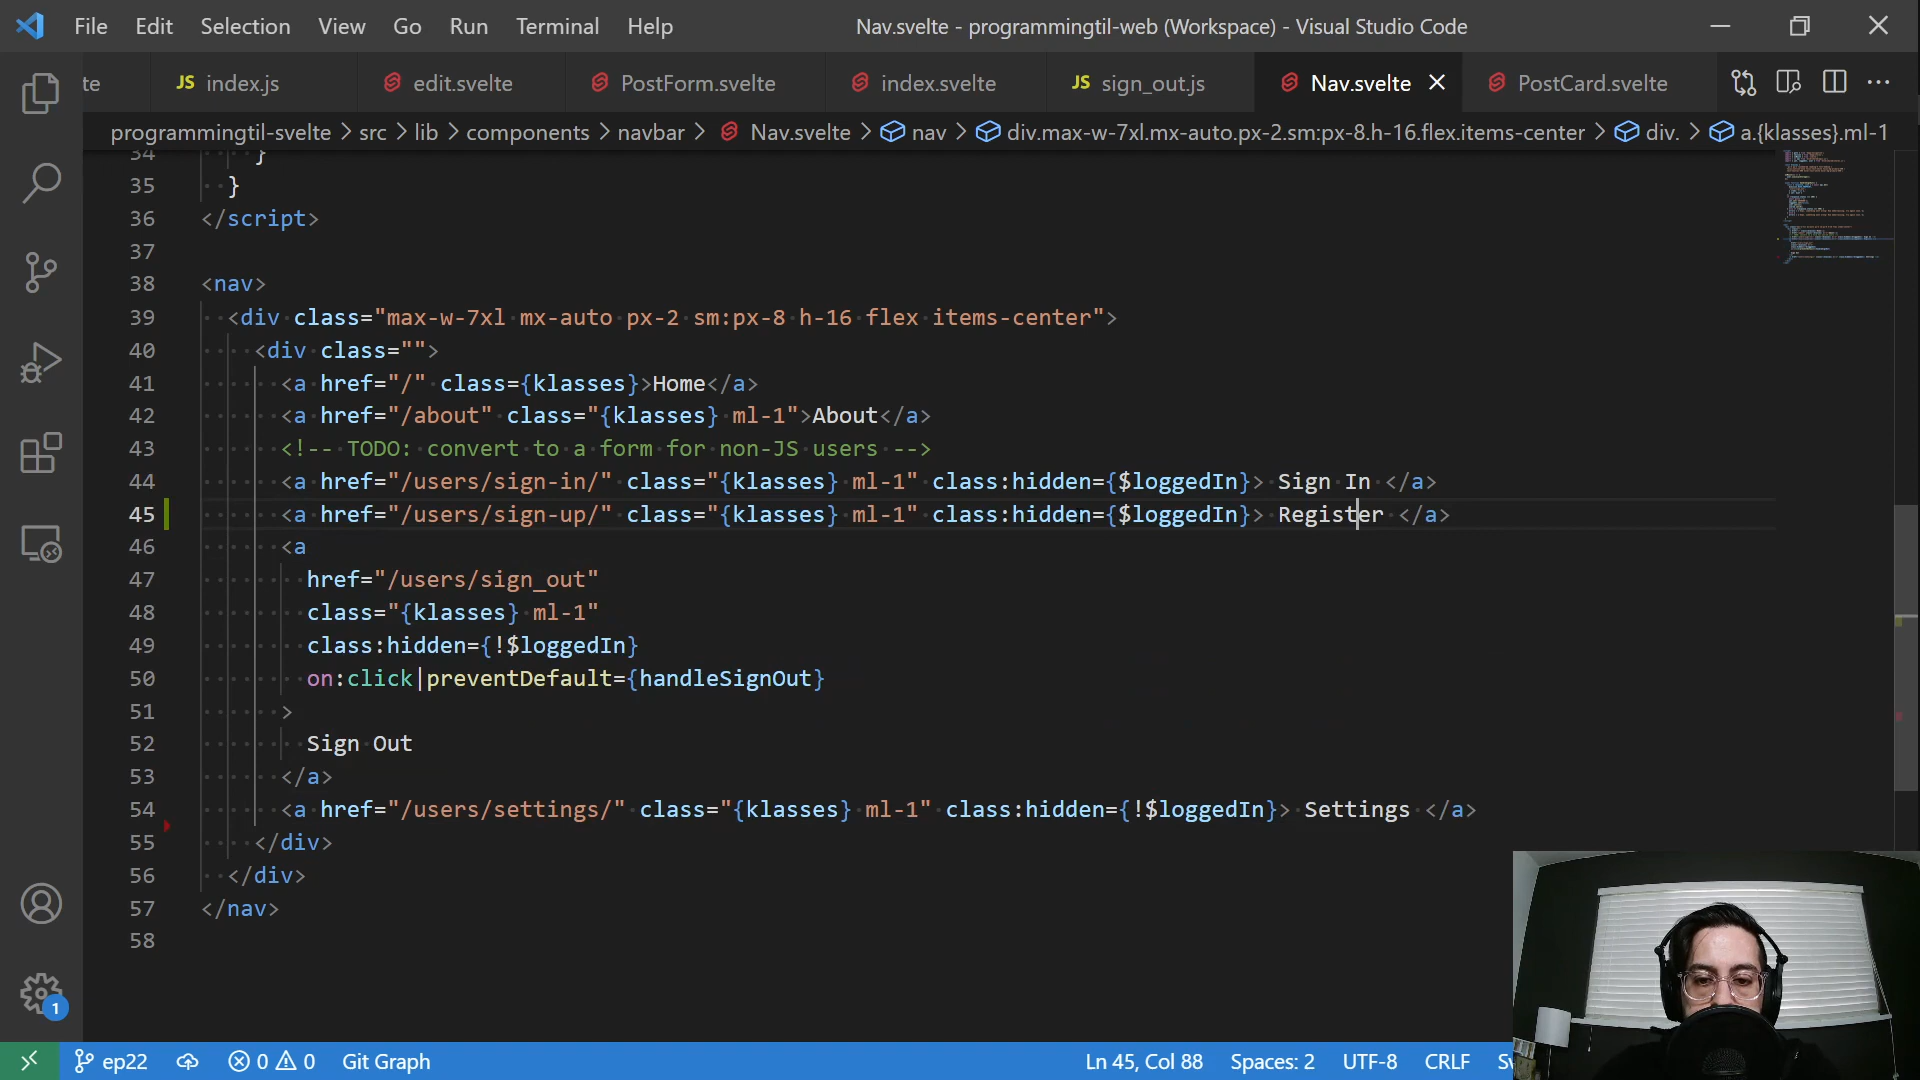 File Edit Selection View Go Run Terminal Help Nav.svelte - programmingtil-web (Workspace) - Visual Studio Code
te JS index.js edit.svelte PostForm.svelte index.svelte JS sign_out.js Nav.svelte PostCard.svelte
programmingtil-svelte > src > lib > components > navbar > Nav.svelte > nav > div.max-w-7xl.mx-auto.px-2.sm:px-8.h-16.flex.items-center > div. > a.{klasses}.ml-1
34 }
35 }
36 </script>
37
38 <nav>
39 <div class="max-w-7xl mx-auto px-2 sm:px-8 h-16 flex items-center">
40 <div class="">
41 <a href="/" class={klasses}>Home</a>
42 <a href="/about" class="{klasses} ml-1">About</a>
43 <!-- TODO: convert to a form for non-JS users -->
44 <a href="/users/sign-in/" class="{klasses} ml-1" class:hidden={$loggedIn}> Sign In </a>
45 <a href="/users/sign-up/" class="{klasses} ml-1" class:hidden={$loggedIn}> Register </a>
46 <a
47 href="/users/sign_out"
48 class="{klasses} ml-1"
49 class:hidden={!$loggedIn}
50 on:click|preventDefault={handleSignOut}
51 >
52 Sign Out
53 </a>
54 <a href="/users/settings/" class="{klasses} ml-1" class:hidden={!$loggedIn}> Settings </a>
55 </div>
56 </div>
57 </nav>
58
1
ep22 0 0 Git Graph Ln 45, Col 88 Spaces: 2 UTF-8 CRLF